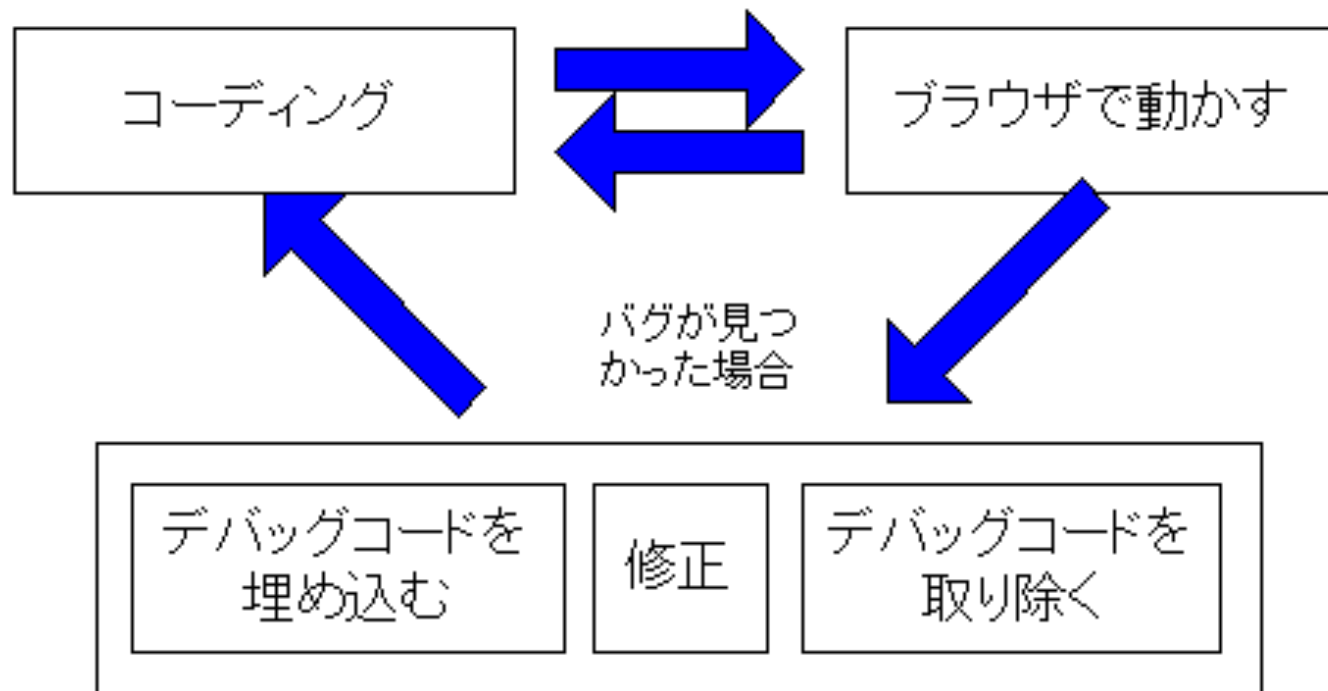 コーディング
ブラウザで動かす
バグが見つ
かった場合
デバッグコードを
埋め込む
修正
デバッグコードを
取り除く